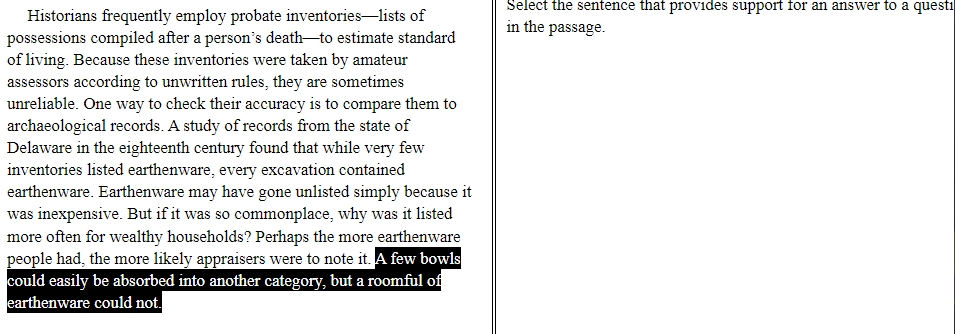 Historians frequently employ probate inventories—lists of
possessions compiled after a person's death—to estimate standard
of living. Because these inventories were taken by amateur
assessors according to unwritten rules, they are sometimes
unreliable. One way to check their accuracy is to compare them to
archaeological records. A study of records from the state of
Delaware in the eighteenth century found that while very few
inventories listed earthenware, every excavation contained
earthenware. Earthenware may have gone unlisted simply because it
was inexpensive. But if it was so commonplace, why was it listed
more often for wealthy households? Perhaps the more earthenware
people had, the more likely appraisers were to note it. A few bowls
could easily be absorbed into another category, but a roomful of
earthenware could not.
Select the sentence that provides support for an answer to a questi
in the passage.